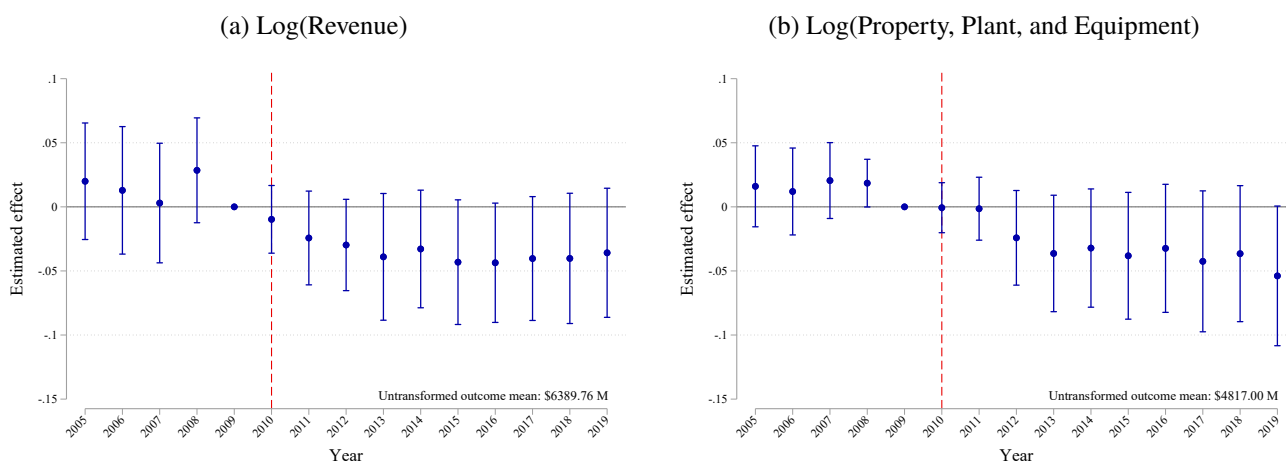 (a) Log(Revenue)
.1
.05
0
-.05
-.1
-.15
Estimated effect
Untransformed outcome mean: $6389.76 M
2005 2006 2007 2008 2009 2010 2011 2012 2013 2014 2015 2016 2017 2018 2019
Year
(b) Log(Property, Plant, and Equipment)
.1
.05
0
-.05
-.1
-.15
Estimated effect
Untransformed outcome mean: $4817.00 M
2005 2006 2007 2008 2009 2010 2011 2012 2013 2014 2015 2016 2017 2018 2019
Year